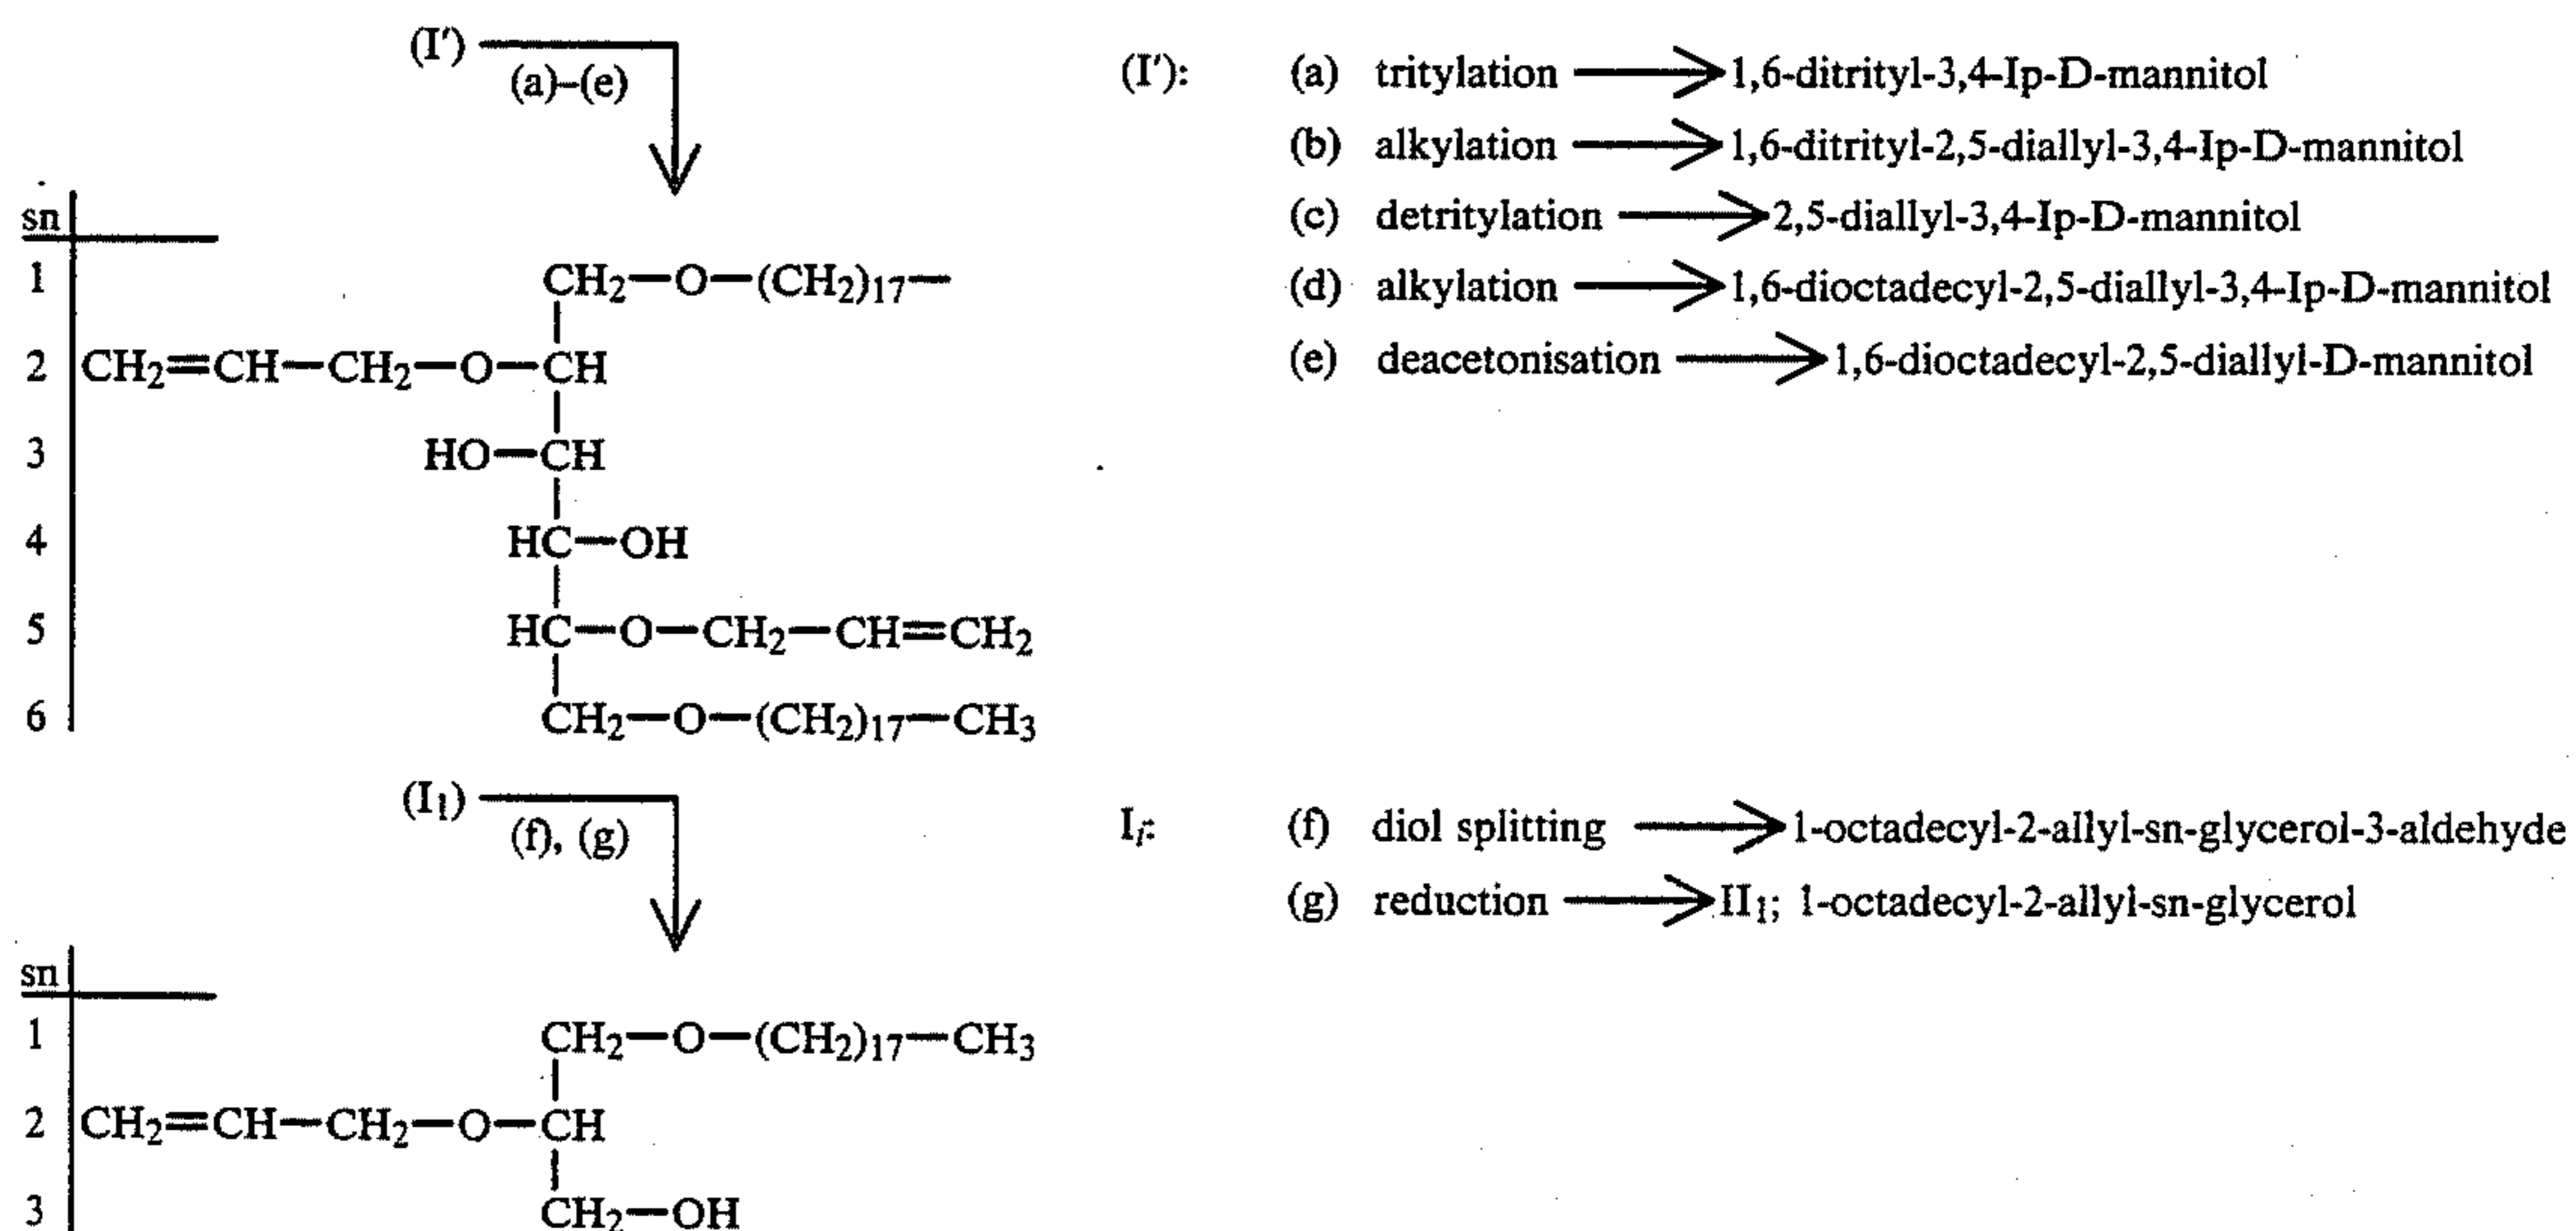 (I') (a)–(e)
(I'): (a) tritylation ⟶ 1,6-ditrityl-3,4-Ip-D-mannitol
(b) alkylation ⟶ 1,6-ditrityl-2,5-diallyl-3,4-Ip-D-mannitol
(c) detritylation ⟶ 2,5-diallyl-3,4-Ip-D-mannitol
(d) alkylation ⟶ 1,6-dioctadecyl-2,5-diallyl-3,4-Ip-D-mannitol
(e) deacetonisation ⟶ 1,6-dioctadecyl-2,5-diallyl-D-mannitol
sn
1 CH₂—O—(CH₂)₁₇—
2 CH₂=CH—CH₂—O—CH
3 HO—CH
4 HC—OH
5 HC—O—CH₂—CH=CH₂
6 CH₂—O—(CH₂)₁₇—CH₃
(I₁) (f), (g)
Iᵢ: (f) diol splitting ⟶ 1-octadecyl-2-allyl-sn-glycerol-3-aldehyde
(g) reduction ⟶ II₁; 1-octadecyl-2-allyl-sn-glycerol
sn
1 CH₂—O—(CH₂)₁₇—CH₃
2 CH₂=CH—CH₂—O—CH
3 CH₂—OH